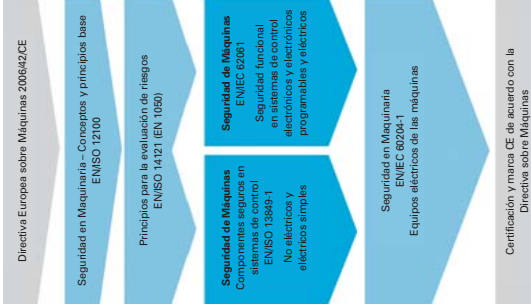 Directiva Europea sobre Máquinas 2006/42/CE
Seguridad en Maquinaria – Conceptos y principios base
EN/ISO 12100
Principios para la evaluación de riesgos
EN/ISO 14121 (EN 1050)
Seguridad de Máquinas
Componentes seguros en
sistemas de control
EN/ISO 13849-1
No eléctricos y
eléctricos simples
Seguridad de Máquinas
EN/IEC 62061
Seguridad funcional
en sistemas de control
electrónicos y electrónicos
programables y eléctricos
Seguridad en Maquinaria
EN/IEC 60204-1
Equipos eléctricos de las máquinas
Certificación y marca CE de acuerdo con la
Directiva sobre Máquinas